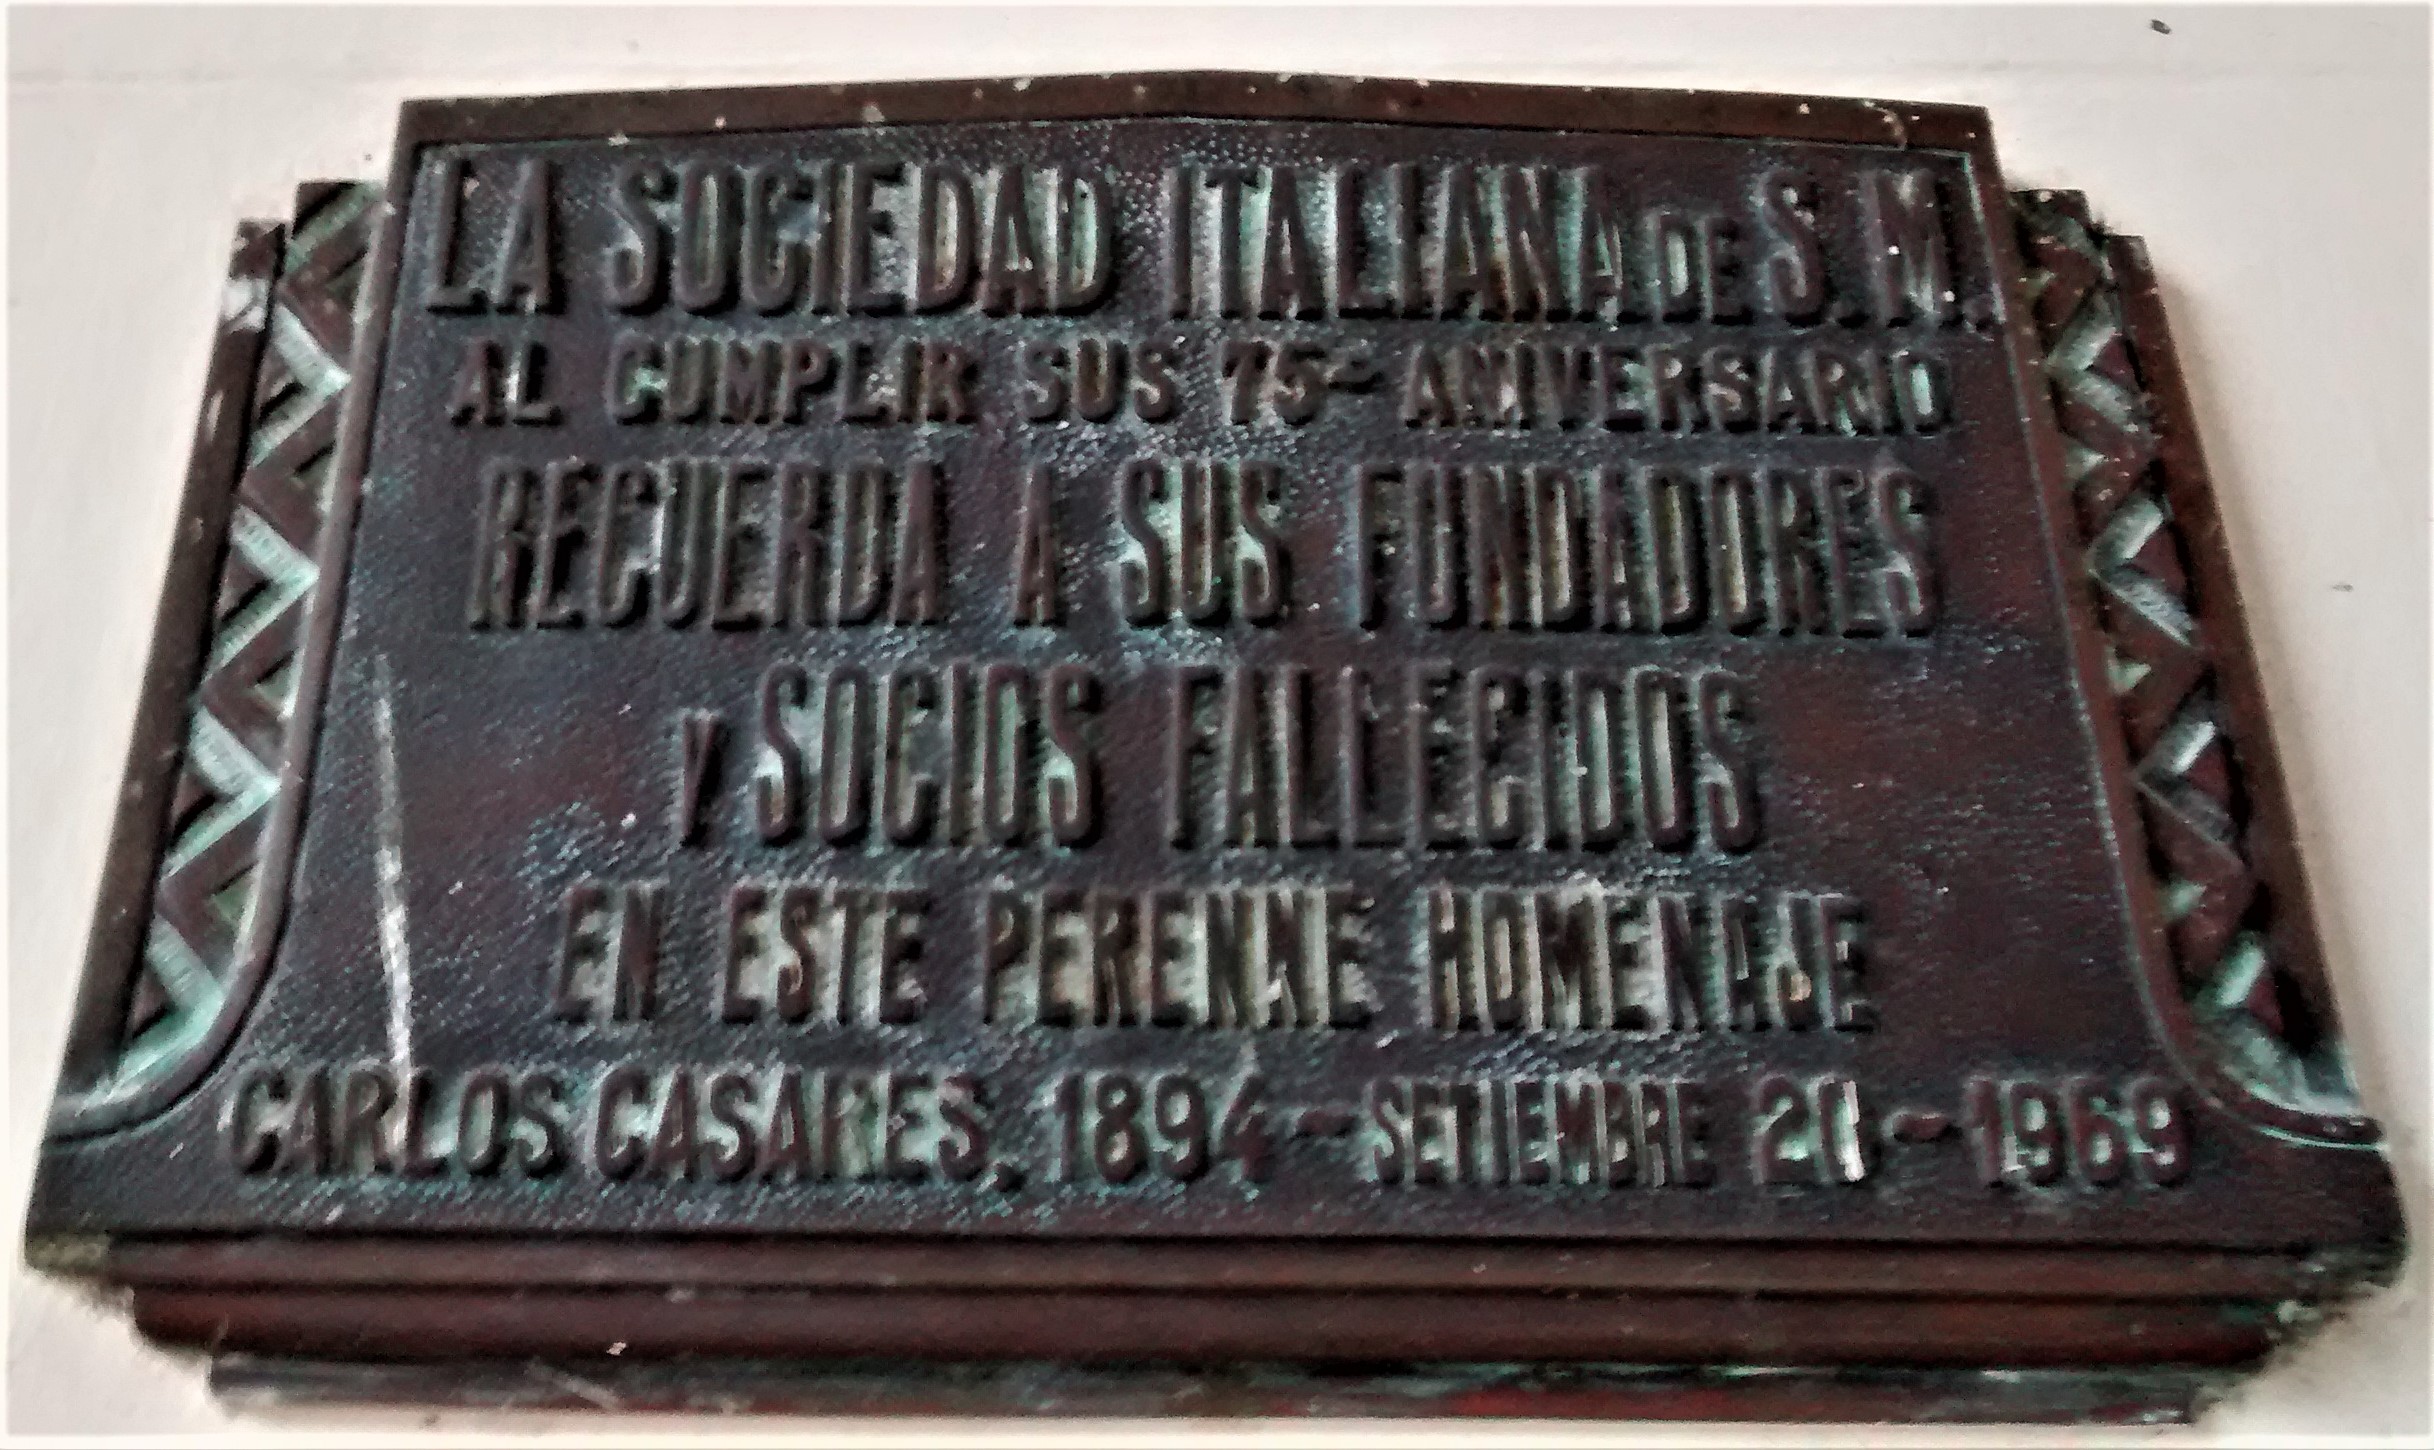 LA SOCIEDAD ITALIANA DE S. M.
AL CUMPLIR SUS 75- ANIVERSARIO
RECUERDA A SUS FUNDADORES
Y SOCIOS FALLECIDOS
EN ESTE PERENNE HOMENAJE
CARLOS CASARES, 1894 - SETIEMBRE 20 - 1969